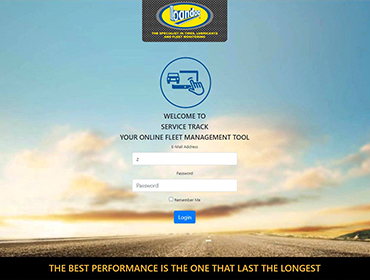 bandag
THE SPECIALIST IN TIRES, LUBRICANTS
AND FLEET MONITORING
WELCOME TO
SERVICE TRACK
YOUR ONLINE FLEET MANAGEMENT TOOL
E-Mail Address
Password
Password
Remember Me
Login
THE BEST PERFORMANCE IS THE ONE THAT LAST THE LONGEST